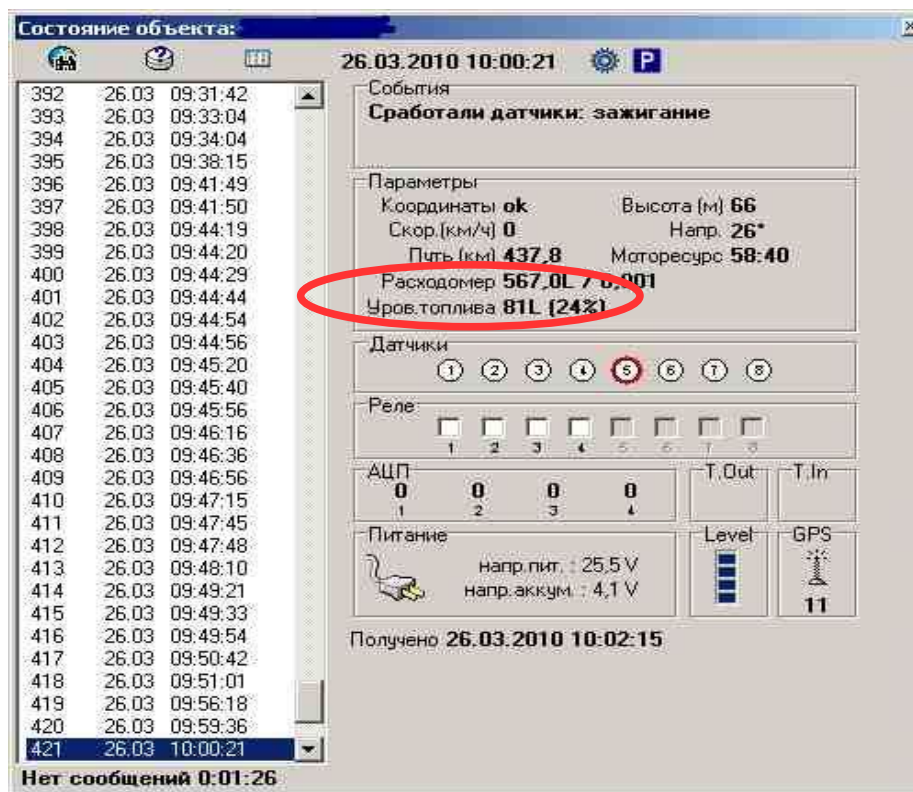 Состояние объекта:
26.03.2010 10:00:21 P
392 26.03 09:31:42
393 26.03 09:33:04
394 26.03 09:34:04
395 26.03 09:38:15
396 26.03 09:41:49
397 26.03 09:41:50
398 26.03 09:44:19
399 26.03 09:44:20
400 26.03 09:44:29
401 26.03 09:44:44
402 26.03 09:44:54
403 26.03 09:44:56
404 26.03 09:45:20
405 26.03 09:45:40
406 26.03 09:45:56
407 26.03 09:46:16
408 26.03 09:46:36
409 26.03 09:46:56
410 26.03 09:47:15
411 26.03 09:47:45
412 26.03 09:47:48
413 26.03 09:48:10
414 26.03 09:49:21
415 26.03 09:49:33
416 26.03 09:49:54
417 26.03 09:50:42
418 26.03 09:51:01
419 26.03 09:56:18
420 26.03 09:59:36
421 26.03 10:00:21
Нет сообщений 0:01:26
События
Сработали датчики: зажигание
...
Параметры
Координаты ok Высота (м) 66
Скор.(км/ч) 0 Напр. 26°
Путь (км) 437,8 Моторесурс 58:40
Расходомер 567,0L / 0,001
Уров.топлива 81L (24%)
Датчики
1 2 3 4 5 6 7 8
Реле
1 2 3 4 5 6 7 8
АЦП
0 0 0 0
1 2 3 4
T.Out
T.In
Питание
напр.пит. : 25,5 V
напр.аккум. : 4,1 V
Level
GPS
11
Получено 26.03.2010 10:02:15